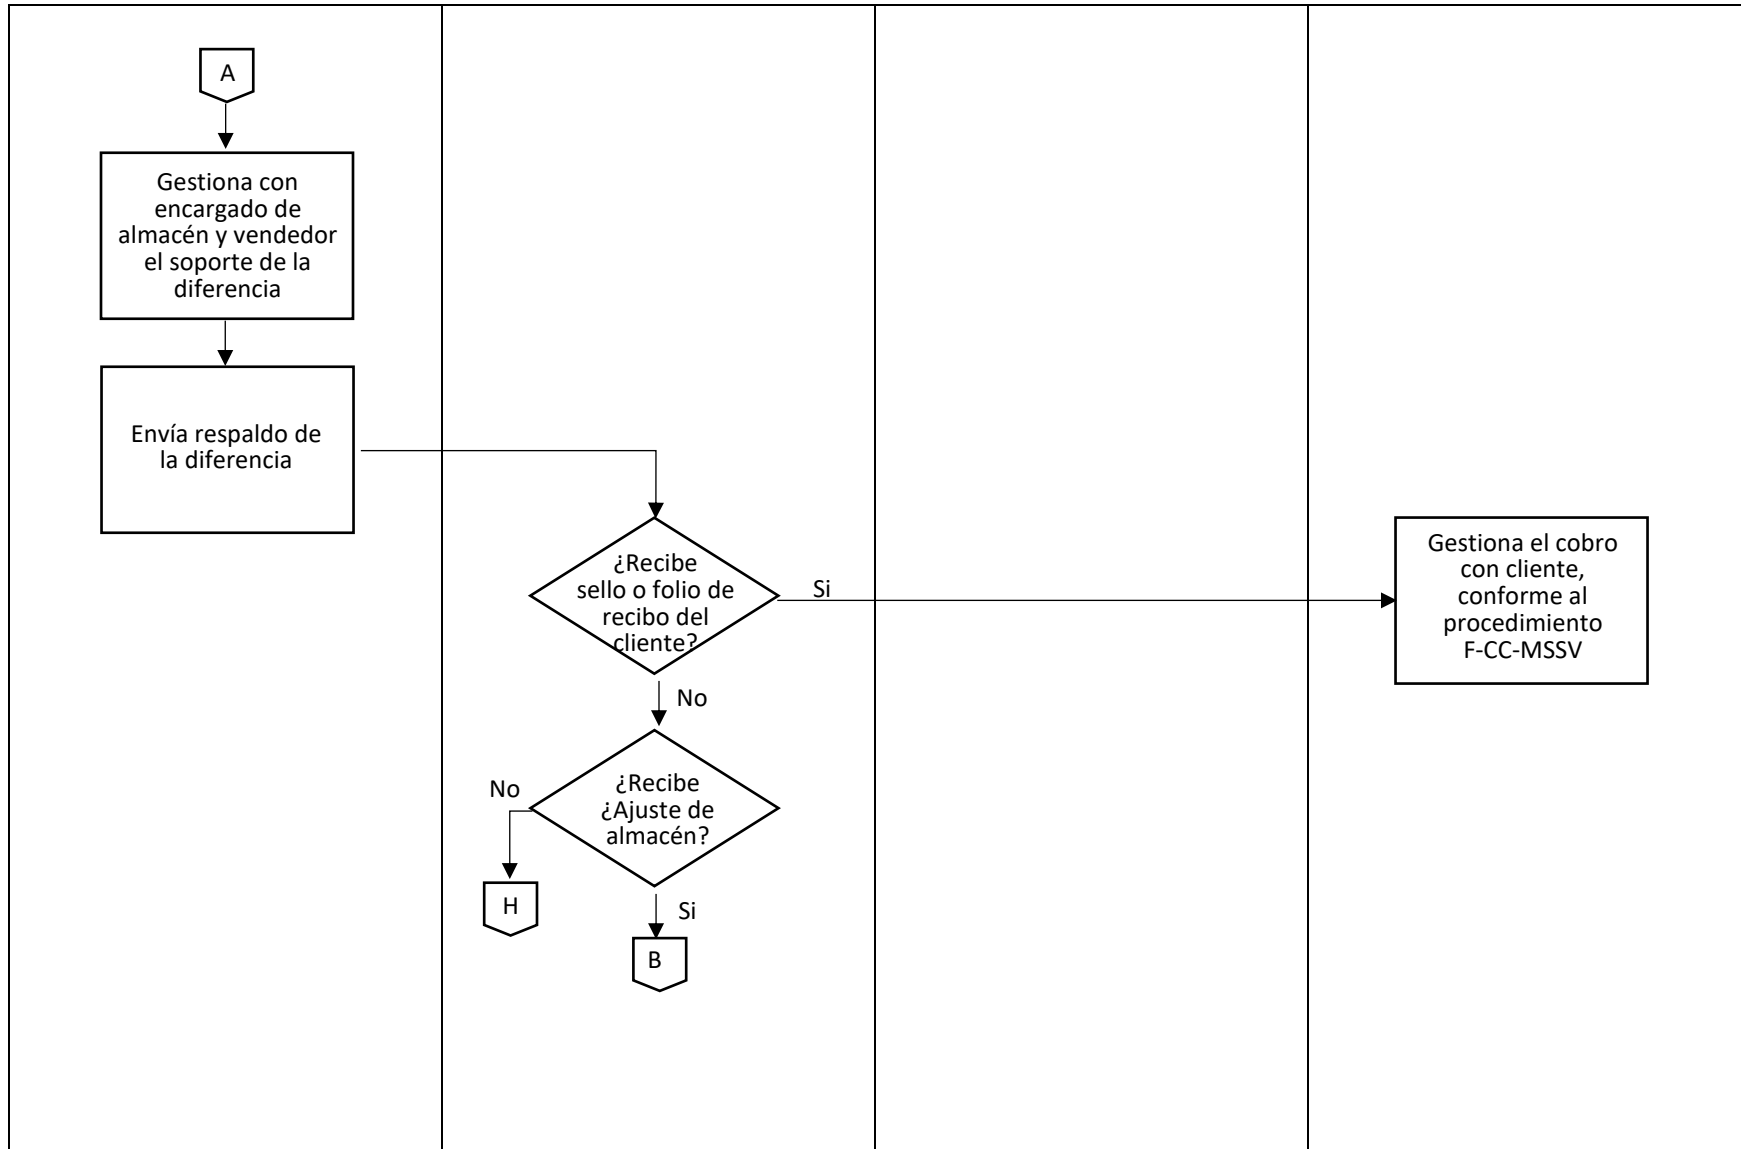 A
Gestiona con
encargado de
almacén y vendedor
el soporte de la
diferencia
Envía respaldo de
la diferencia
¿Recibe
sello o folio de
recibo del
cliente?
Si
Gestiona el cobro
con cliente,
conforme al
procedimiento
F-CC-MSSV
No
¿Recibe
¿Ajuste de
almacén?
No
H
Si
B